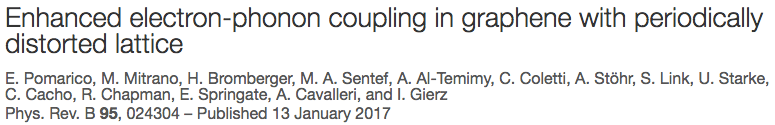 Enhanced electron-phonon coupling in graphene with periodically
distorted lattice
E. Pomarico, M. Mitrano, H. Bromberger, M. A. Sentef, A. Al-Temimy, C. Coletti, A. Stöhr, S. Link, U. Starke,
C. Cacho, R. Chapman, E. Springate, A. Cavalleri, and I. Gierz
Phys. Rev. B 95, 024304 – Published 13 January 2017